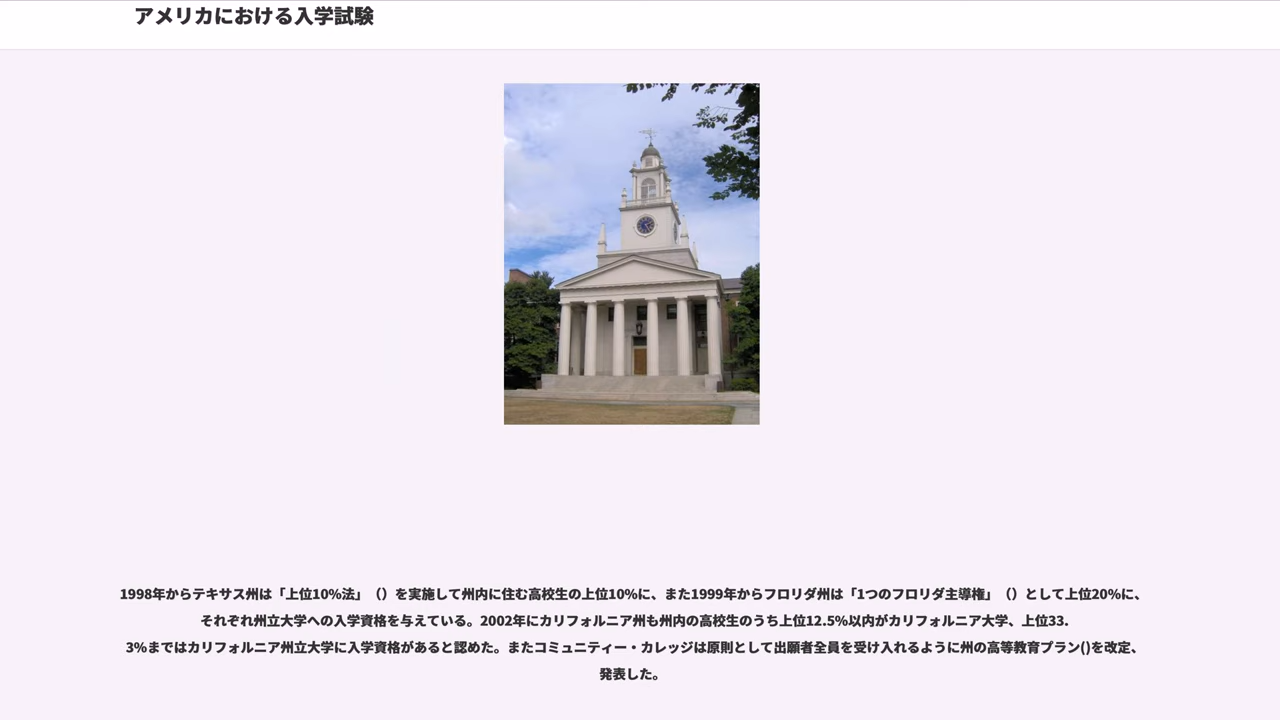 アメリカにおける入学試験
1998年からテキサス州は「上位10%法」（）を実施して州内に住む高校生の上位10%に、また1999年からフロリダ州は「1つのフロリダ主導権」（）として上位20%に、
それぞれ州立大学への入学資格を与えている。2002年にカリフォルニア州も州内の高校生のうち上位12.5%以内がカリフォルニア大学、上位33.
3%まではカリフォルニア州立大学に入学資格があると認めた。またコミュニティー・カレッジは原則として出願者全員を受け入れるように州の高等教育プラン()を改定、
発表した。